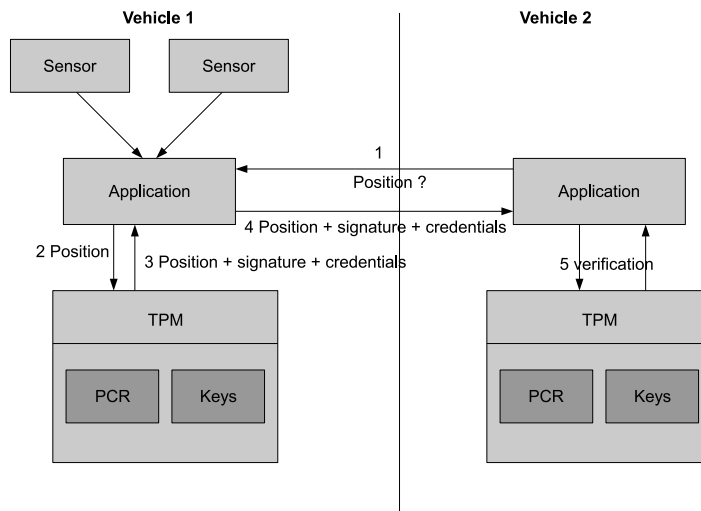 Vehicle 1
Vehicle 2
Sensor
Sensor
1
Application
Position ?
Application
4 Position + signature + credentials
2 Position
3 Position + signature + credentials
5 verification
TPM
TPM
PCR
Keys
PCR
Keys